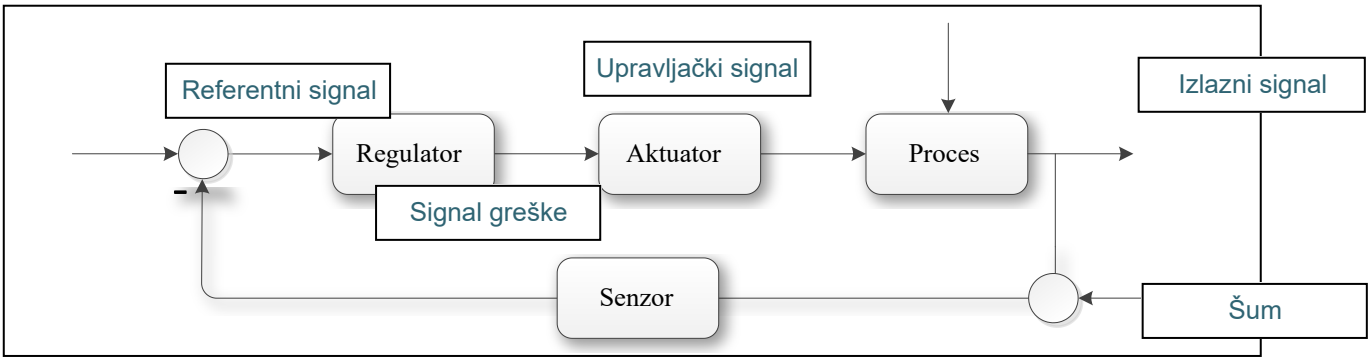 Upravljački signal
Referentni signal
Izlazni signal
Regulator
Aktuator
Proces
-
Signal greške
Senzor
Šum